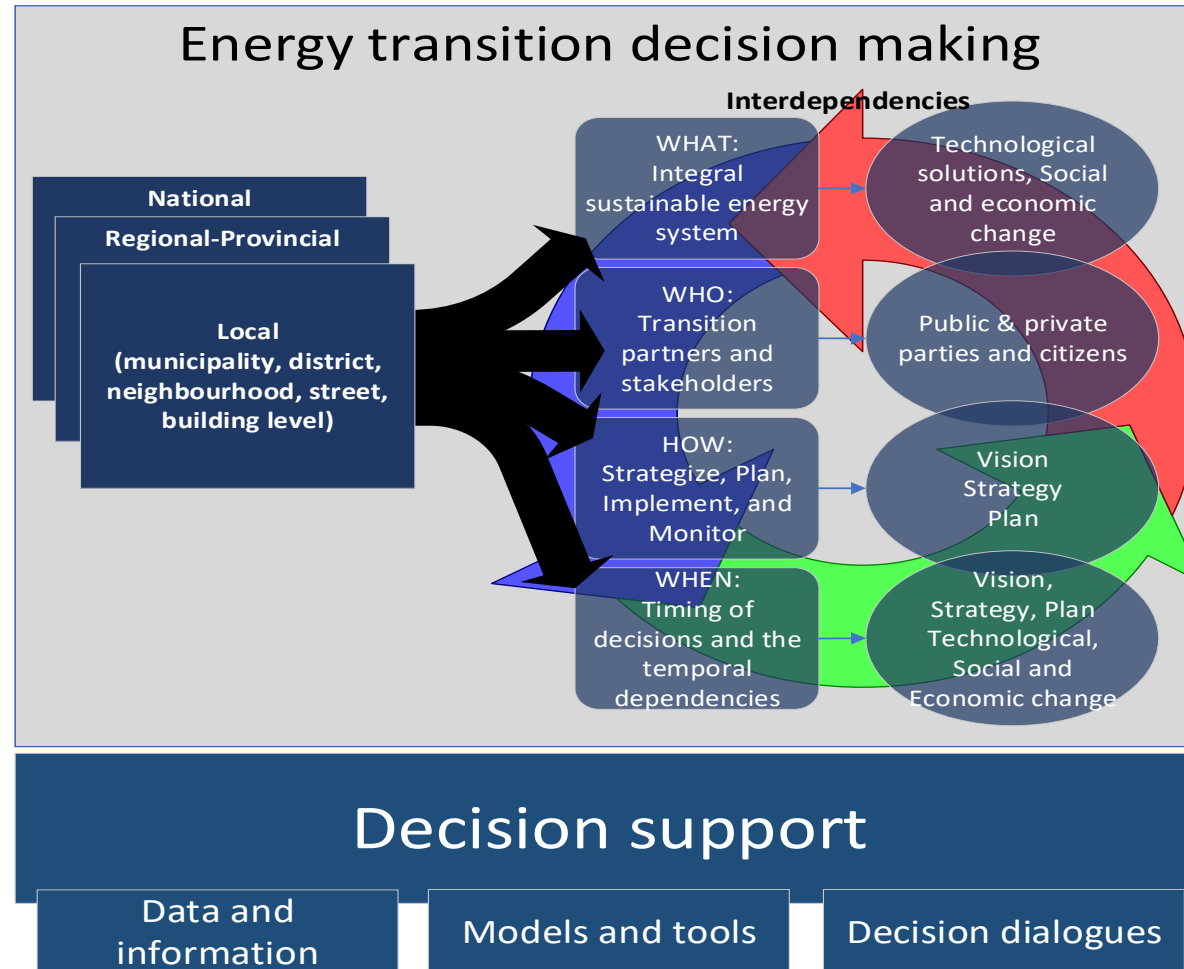 Energy transition decision making
Interdependencies
National
Regional-Provincial
Local
(municipality, district,
neighbourhood, street,
building level)
WHAT:
Integral
sustainable energy
system
Technological
solutions, Social
and economic
change
WHO:
Transition
partners and
stakeholders
Public & private
parties and citizens
HOW:
Strategize, Plan,
Implement, and
Monitor
Vision
Strategy
Plan
WHEN:
Timing of
decisions and the
temporal
dependencies
Vision,
Strategy, Plan
Technological,
Social and
Economic change
Decision support
Data and
information
Models and tools
Decision dialogues